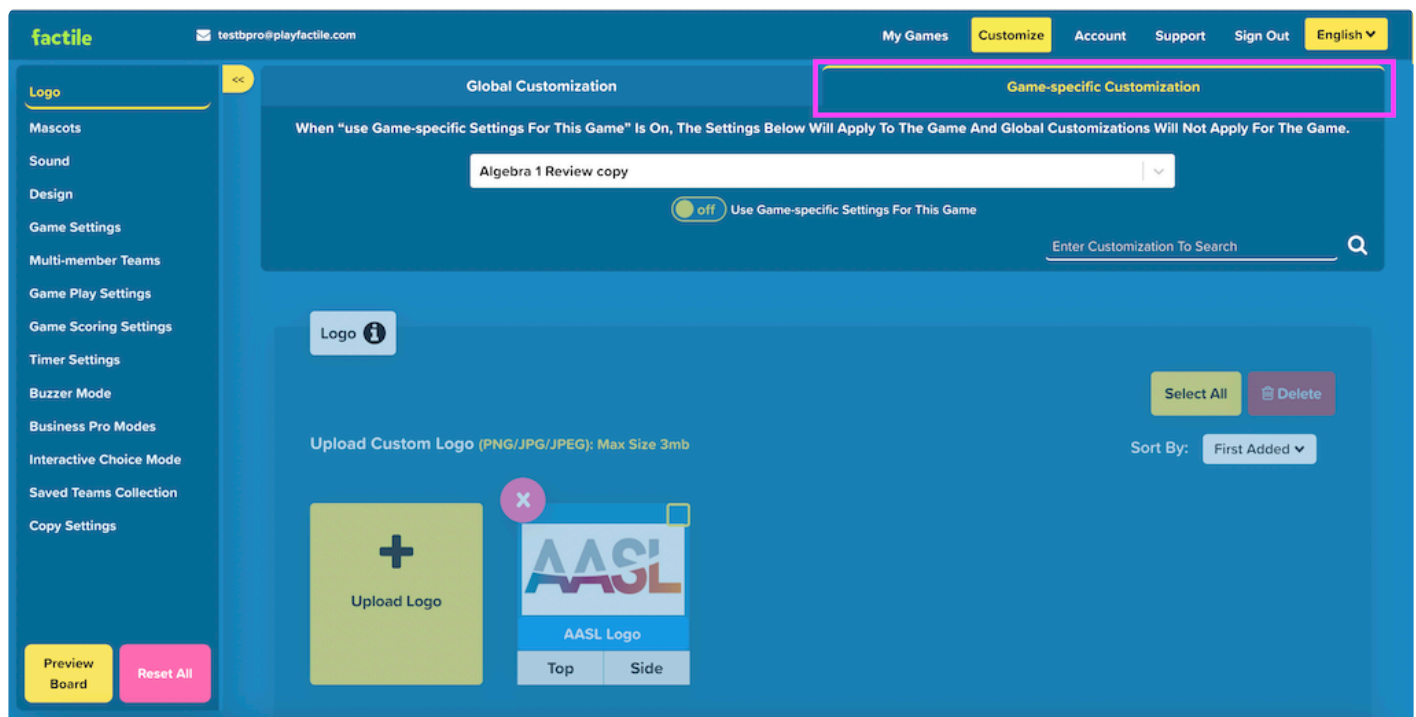 factile
testbpro@playfactile.com
My Games
Customize
Account
Support
Sign Out
English
Logo
Mascots
Sound
Design
Game Settings
Multi-member Teams
Game Play Settings
Game Scoring Settings
Timer Settings
Buzzer Mode
Business Pro Modes
Interactive Choice Mode
Saved Teams Collection
Copy Settings
Preview
Board
Reset All
<<
Global Customization
Game-specific Customization
When “use Game-specific Settings For This Game” Is On, The Settings Below Will Apply To The Game And Global Customizations Will Not Apply For The Game.
Algebra 1 Review copy
off
Use Game-specific Settings For This Game
Enter Customization To Search
Logo
Select All
Delete
Upload Custom Logo (PNG/JPG/JPEG): Max Size 3mb
Sort By:
First Added
Upload Logo
AASL
AASL Logo
Top
Side